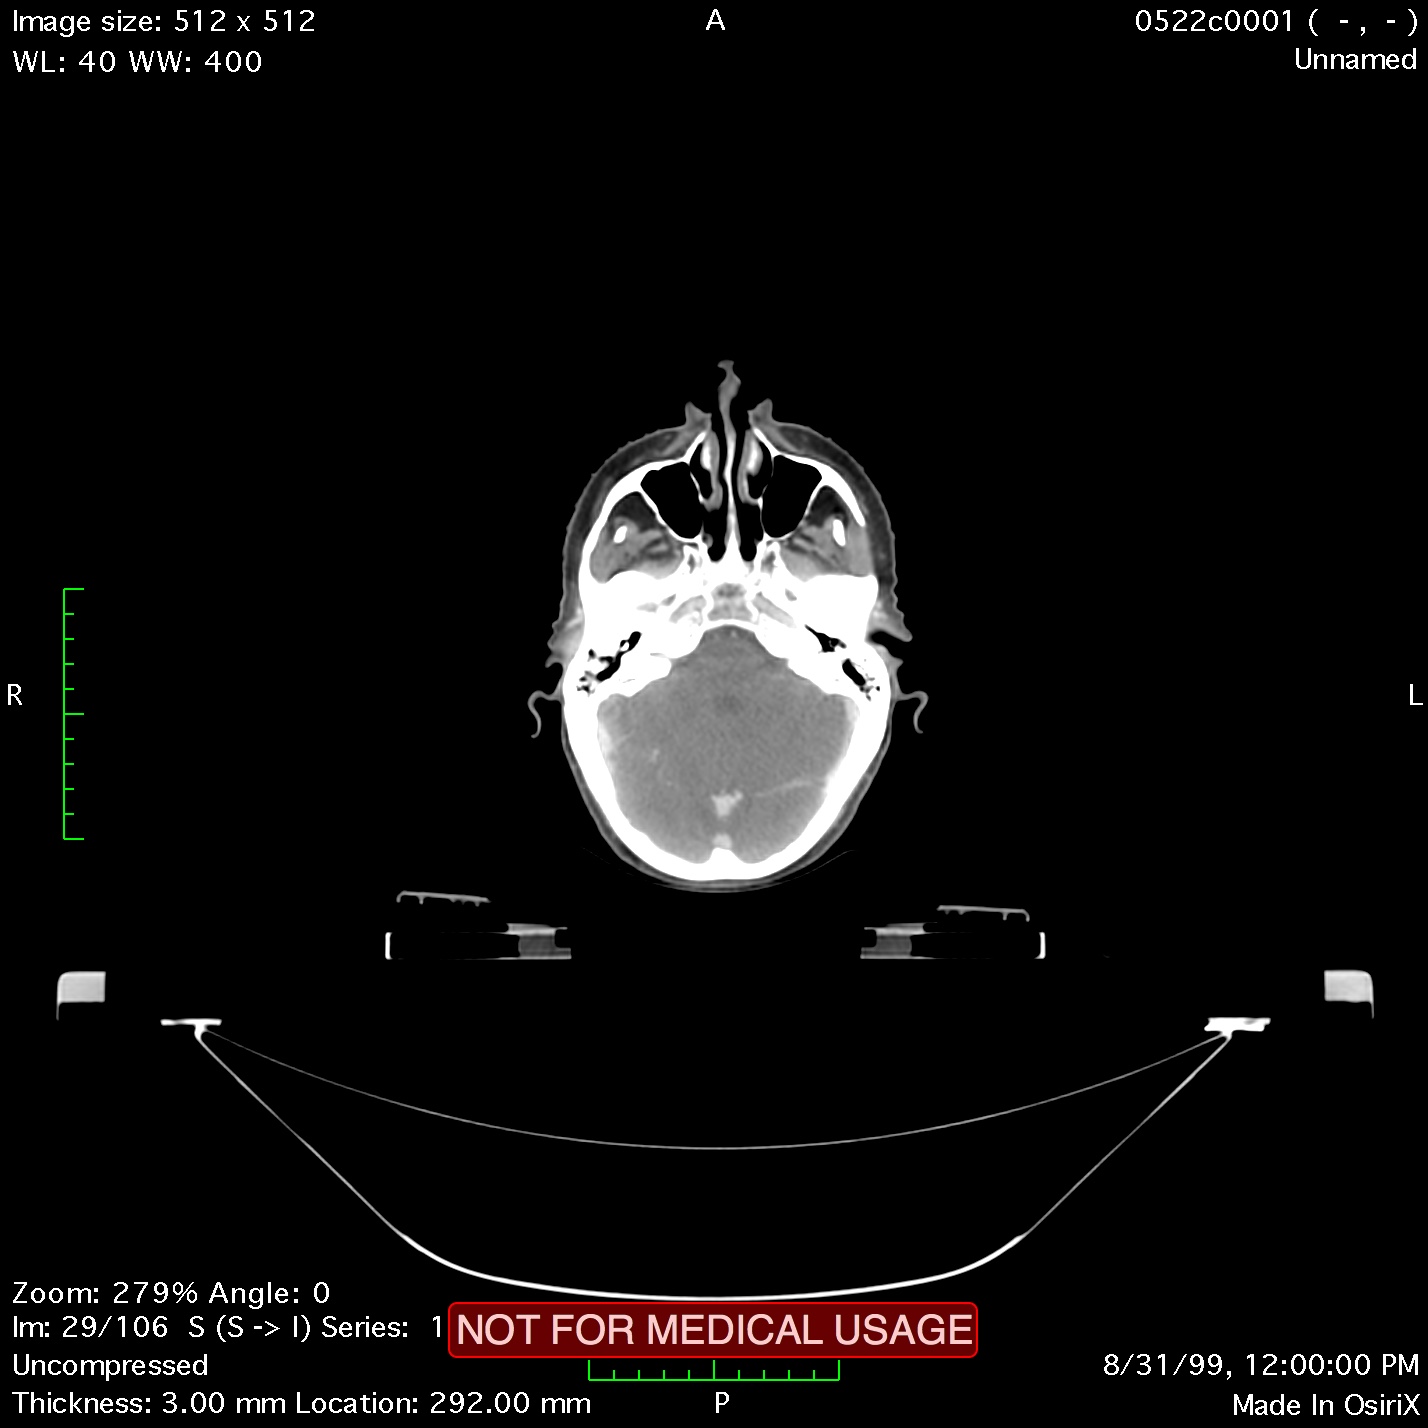 Image size: 512 x 512
WL: 40 WW: 400
A
0522c0001 ( - , - )
Unnamed
R
L
Zoom: 279% Angle: 0
Im: 29/106 S (S -> I) Series: 1
Uncompressed
Thickness: 3.00 mm Location: 292.00 mm
NOT FOR MEDICAL USAGE
P
8/31/99, 12:00:00 PM
Made In OsiriX